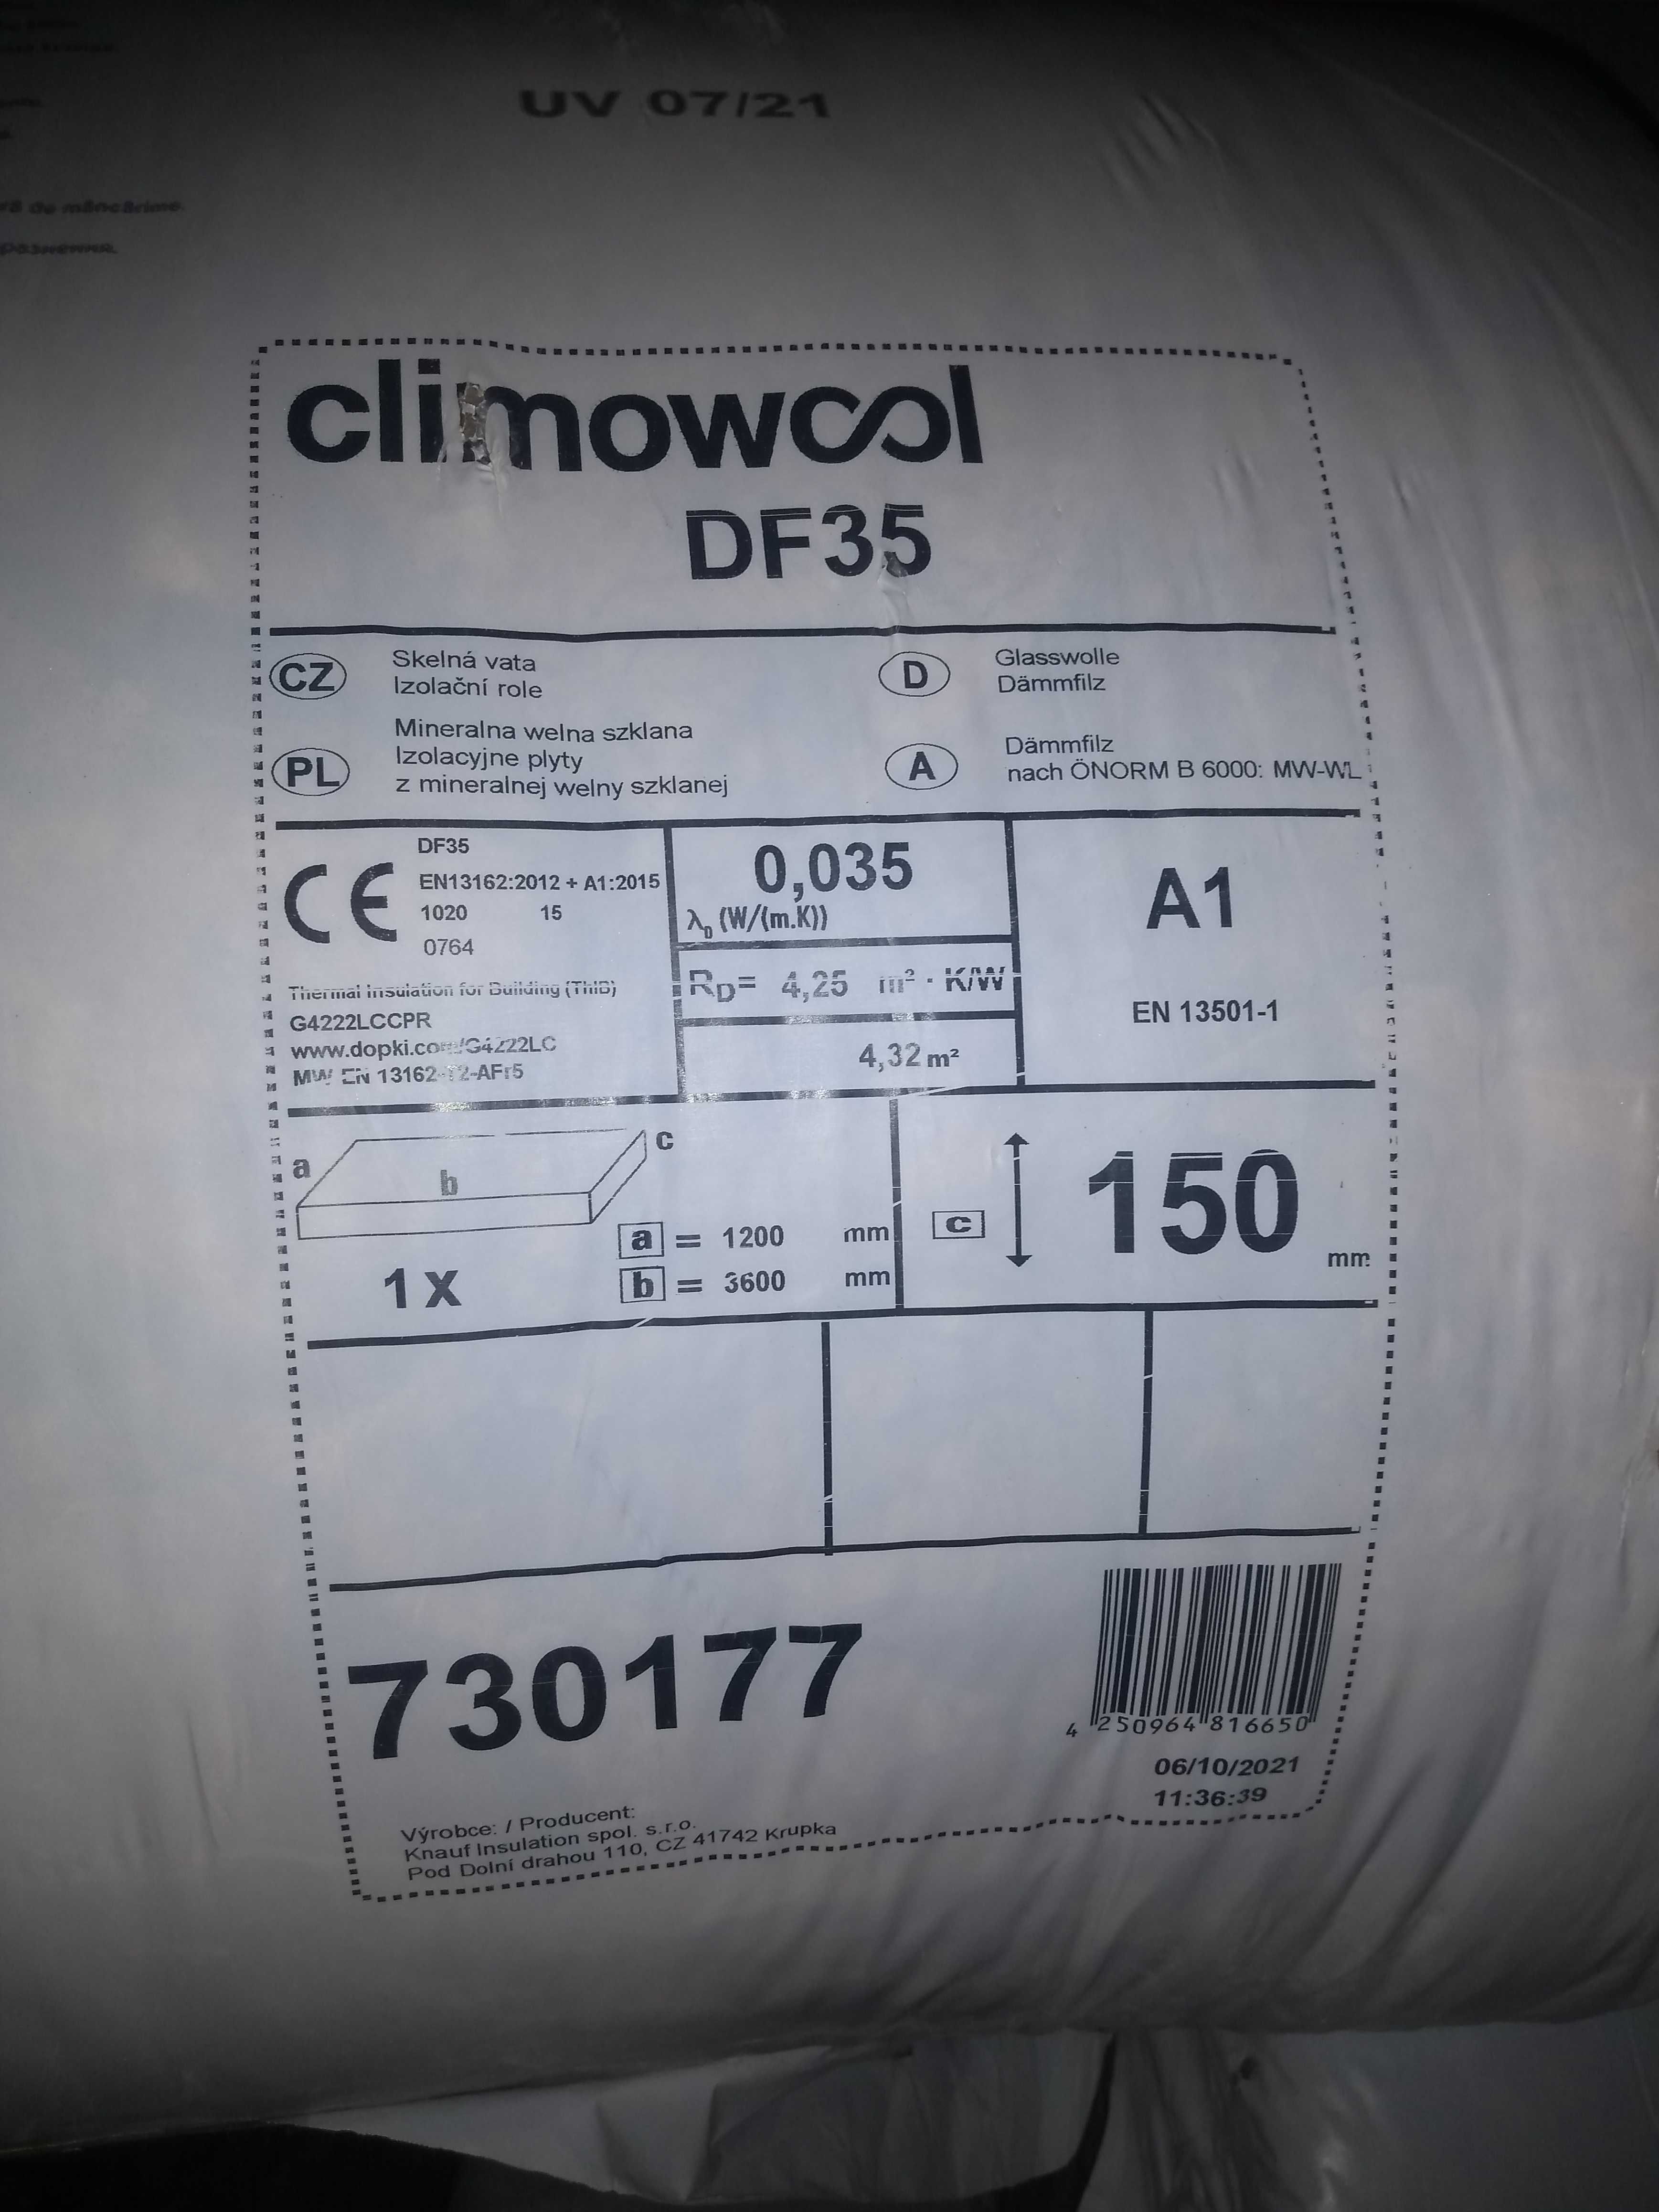 UV 07/21
de mâncărime.
climowool
DF35
CZ
Skelná vata
Izolační role
D
Glasswolle
Dämmfilz
PL
Mineralna welna szklana
Izolacyjne plyty
z mineralnej welny szklanej
A
Dämmfilz
nach ÖNORM B 6000: MW-WL
CE
DF35
EN13162:2012 + A1:2015
1020 15
0764
Thermal Insulation for Building (ThIB)
G4222LCCPR
www.dopki.com/G4222LC
MW EN 13162-T2-AFr5
0,035
λD (W/(m.K))
RD= 4,25 m² · K/W
4,32 m²
A1
EN 13501-1
a
b
c
1 X
a = 1200 mm
b = 3600 mm
c
150 mm
730177
4 250964 816650
06/10/2021
11:36:39
Výrobce: / Producent:
Knauf Insulation spol. s.r.o.
Pod Dolní drahou 110, CZ 41742 Krupka